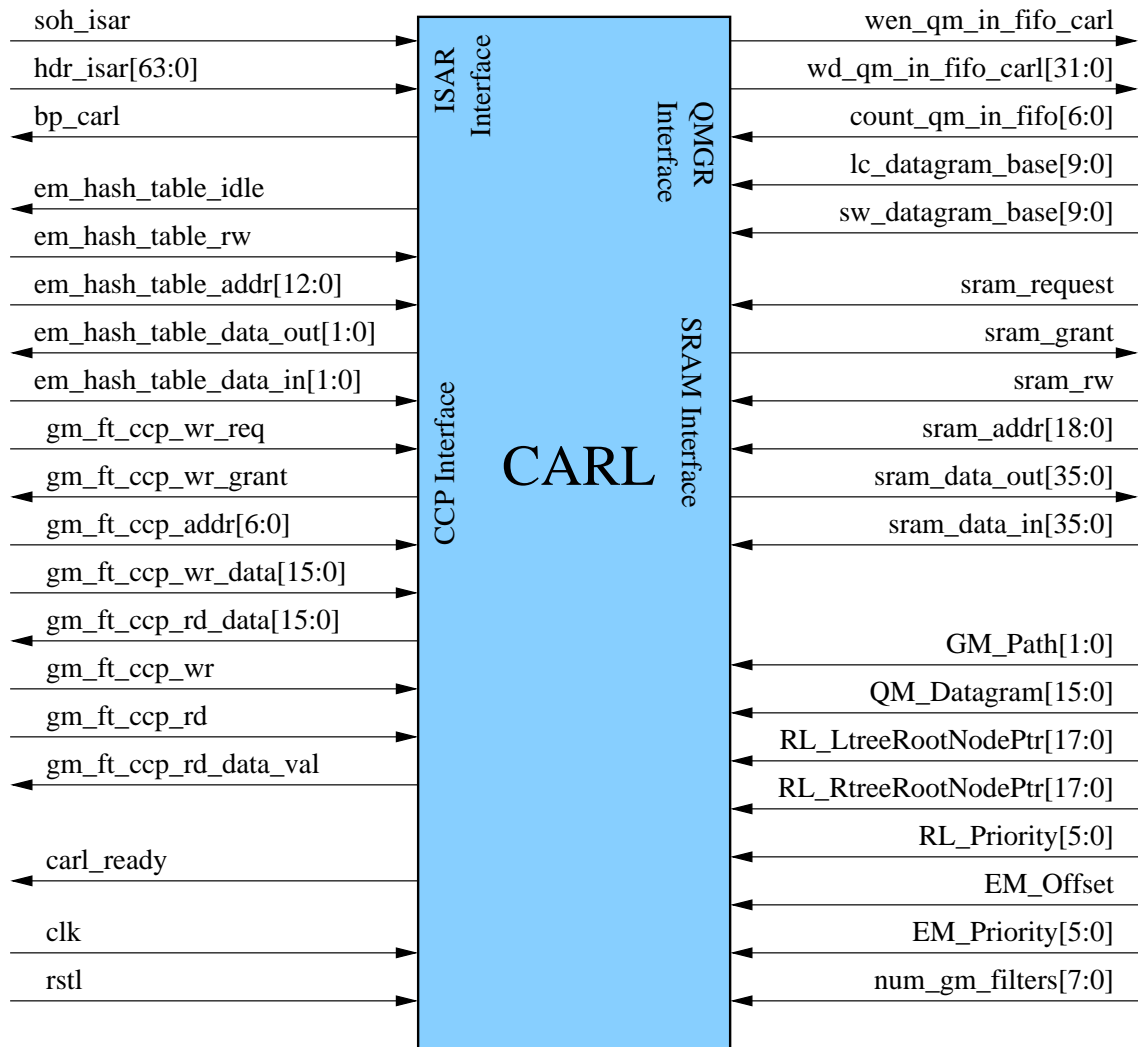 soh_isar
hdr_isar[63:0]
bp_carl
em_hash_table_idle
em_hash_table_rw
em_hash_table_addr[12:0]
em_hash_table_data_out[1:0]
em_hash_table_data_in[1:0]
gm_ft_ccp_wr_req
gm_ft_ccp_wr_grant
gm_ft_ccp_addr[6:0]
gm_ft_ccp_wr_data[15:0]
gm_ft_ccp_rd_data[15:0]
gm_ft_ccp_wr
gm_ft_ccp_rd
gm_ft_ccp_rd_data_val
carl_ready
clk
rstl
ISAR
Interface
CCP Interface
CARL
QMGR
Interface
SRAM Interface
wen_qm_in_fifo_carl
wd_qm_in_fifo_carl[31:0]
count_qm_in_fifo[6:0]
lc_datagram_base[9:0]
sw_datagram_base[9:0]
sram_request
sram_grant
sram_rw
sram_addr[18:0]
sram_data_out[35:0]
sram_data_in[35:0]
GM_Path[1:0]
QM_Datagram[15:0]
RL_LtreeRootNodePtr[17:0]
RL_RtreeRootNodePtr[17:0]
RL_Priority[5:0]
EM_Offset
EM_Priority[5:0]
num_gm_filters[7:0]